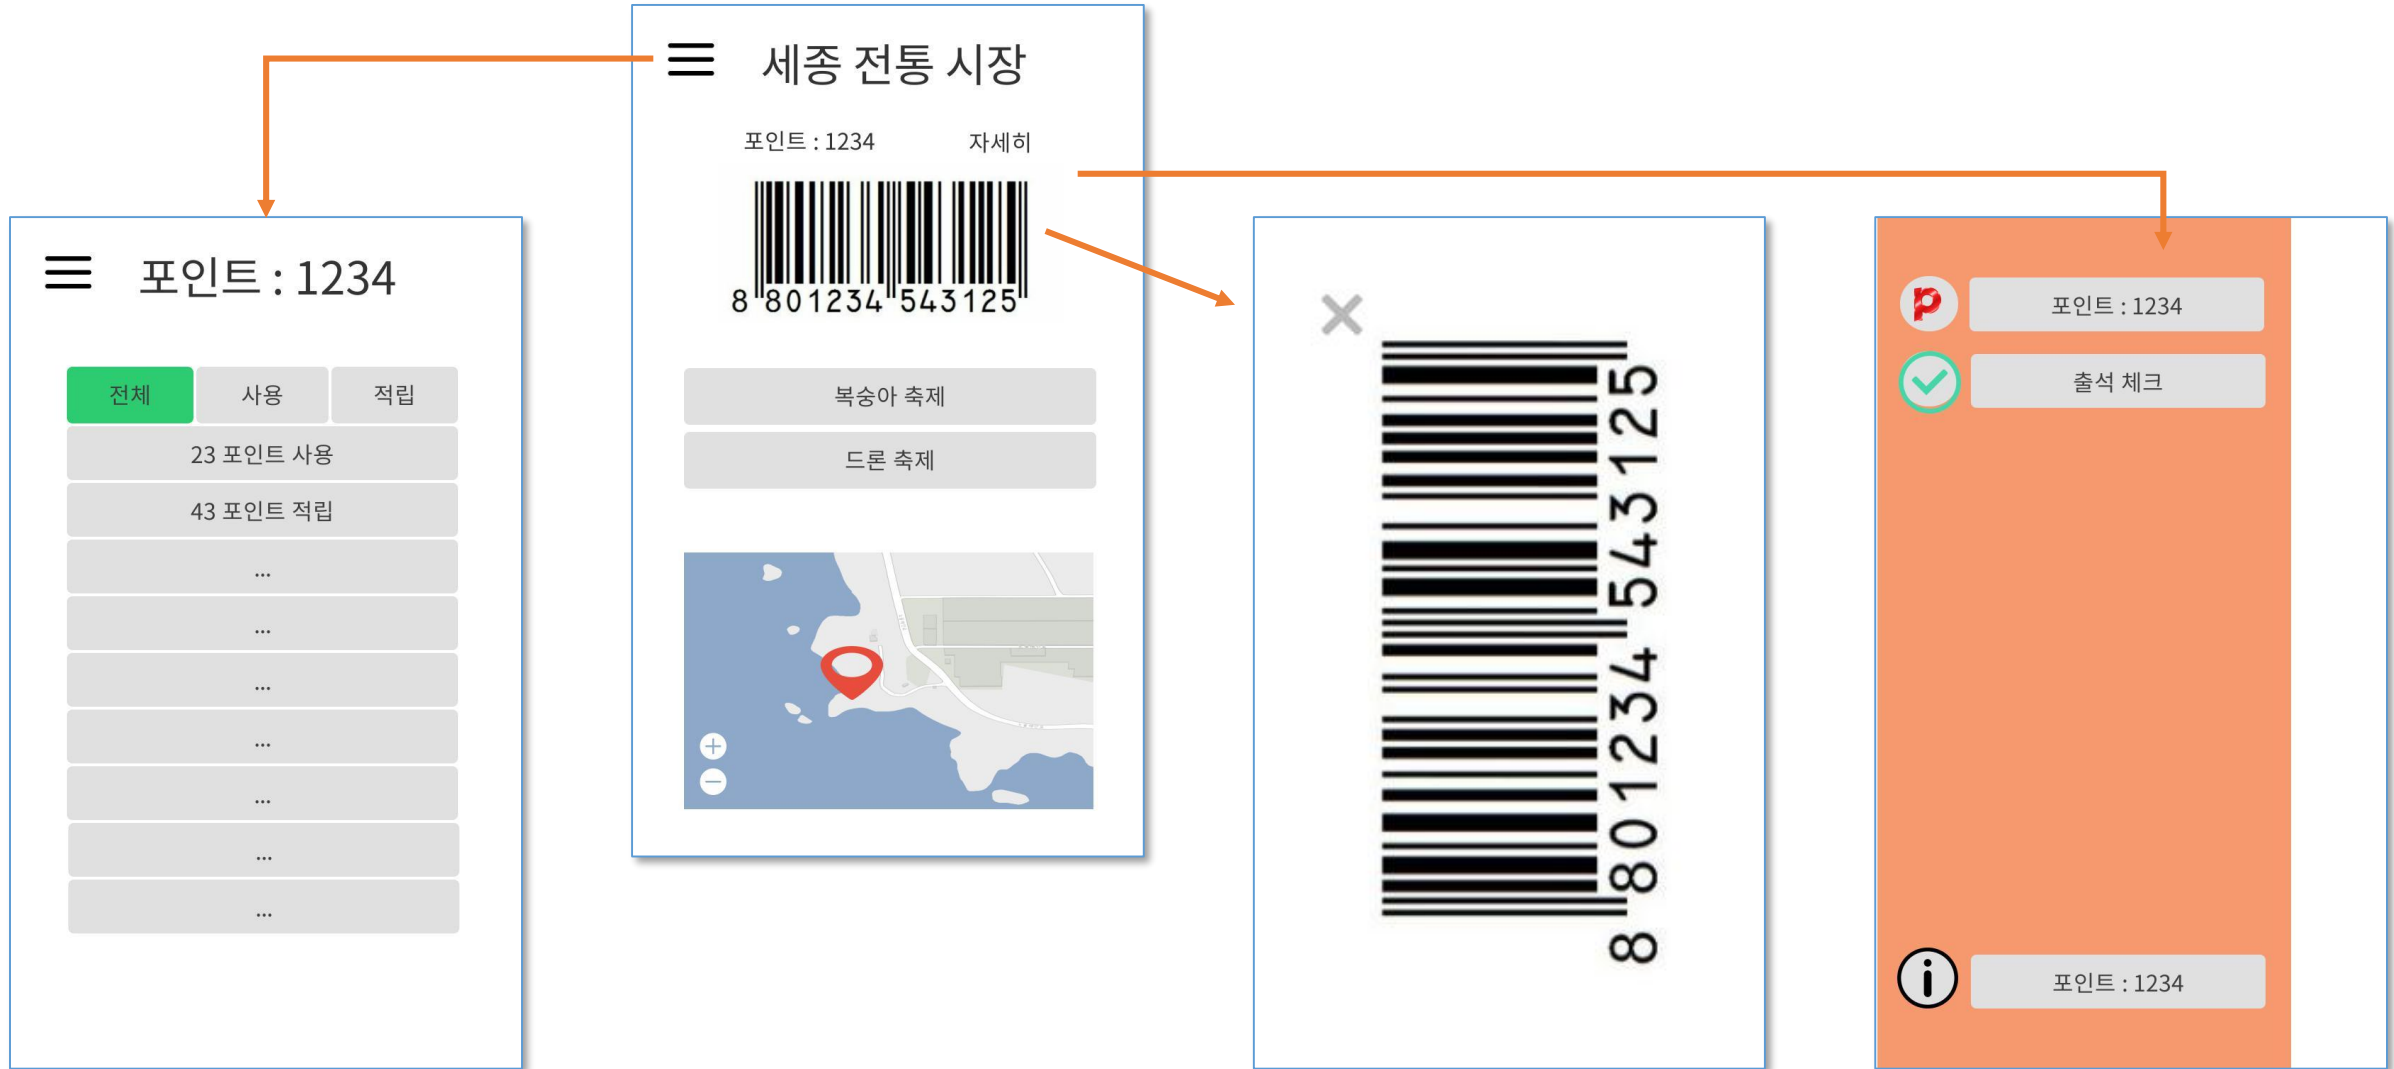 세종 전통 시장
포인트 : 1234 자세히
8 801234 543125
복숭아 축제
드론 축제
포인트 : 1234
전체 사용 적립
23 포인트 사용
43 포인트 적립
...
...
...
...
...
...
...
8 801234 543125
포인트 : 1234
출석 체크
포인트 : 1234